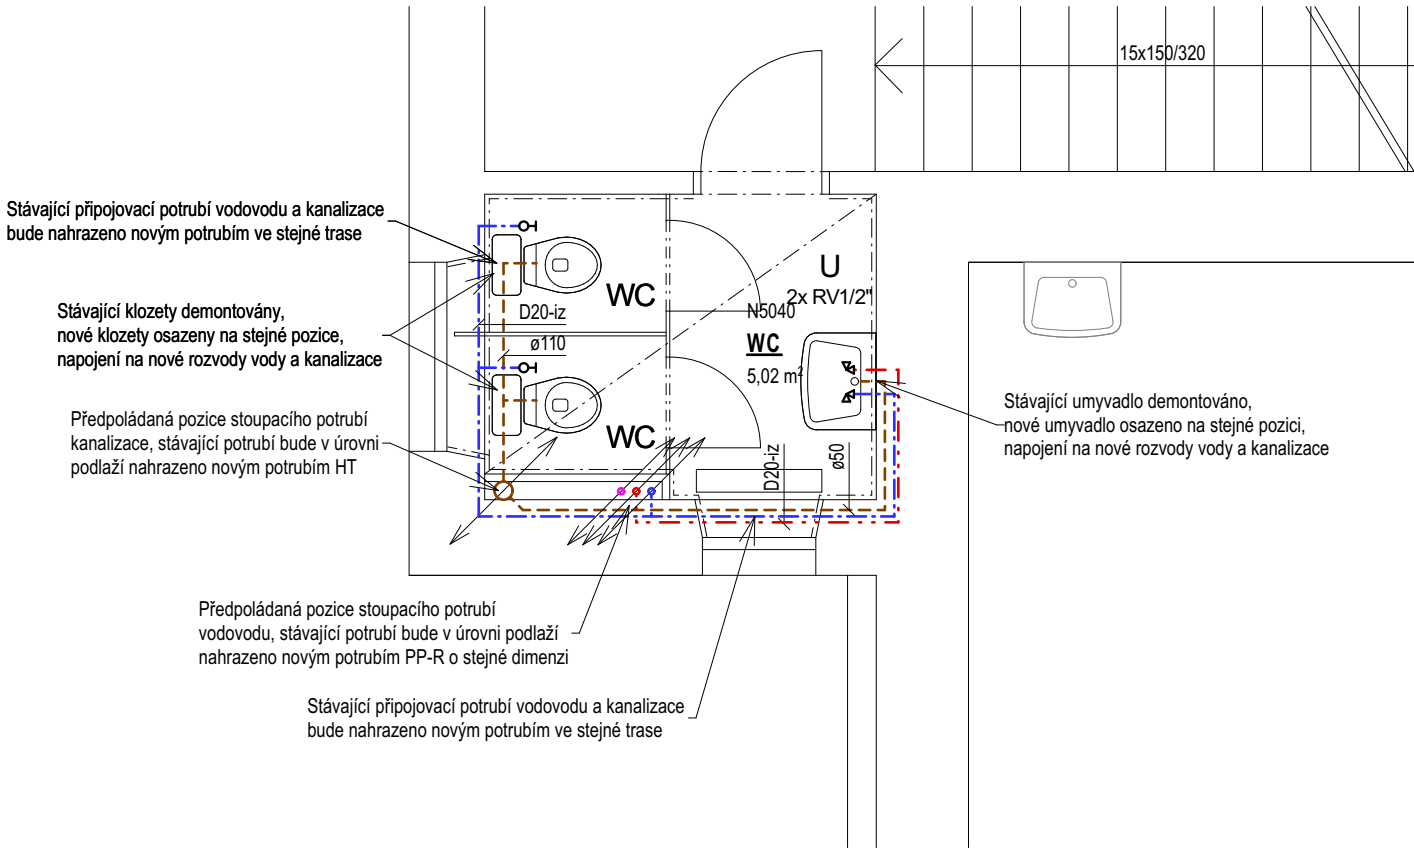 15x150/320
Stávající připojovací potrubí vodovodu a kanalizace
bude nahrazeno novým potrubím ve stejné trase
Stávající klozety demontovány,
nové klozety osazeny na stejné pozice,
napojení na nové rozvody vody a kanalizace
Předpoládaná pozice stoupacího potrubí
kanalizace, stávající potrubí bude v úrovni
podlaží nahrazeno novým potrubím HT
WC
D20-iz
ø110
WC
U
2x RV1/2"
N5040
WC
5,02 m²
D20-iz
ø50
Stávající umyvadlo demontováno,
nové umyvadlo osazeno na stejné pozici,
napojení na nové rozvody vody a kanalizace
Předpoládaná pozice stoupacího potrubí
vodovodu, stávající potrubí bude v úrovni podlaží
nahrazeno novým potrubím PP-R o stejné dimenzi
Stávající připojovací potrubí vodovodu a kanalizace
bude nahrazeno novým potrubím ve stejné trase